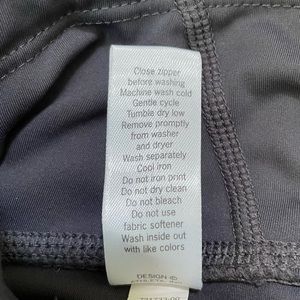 Close zipper
before washing
Machine wash cold
Gentle cycle
Tumble dry low
Remove promptly
from washer
and dryer
Wash separately
Cool iron
Do not iron print
Do not dry clean
Do not bleach
Do not use
fabric softener
Wash inside out
with like colors
DESIGN ©